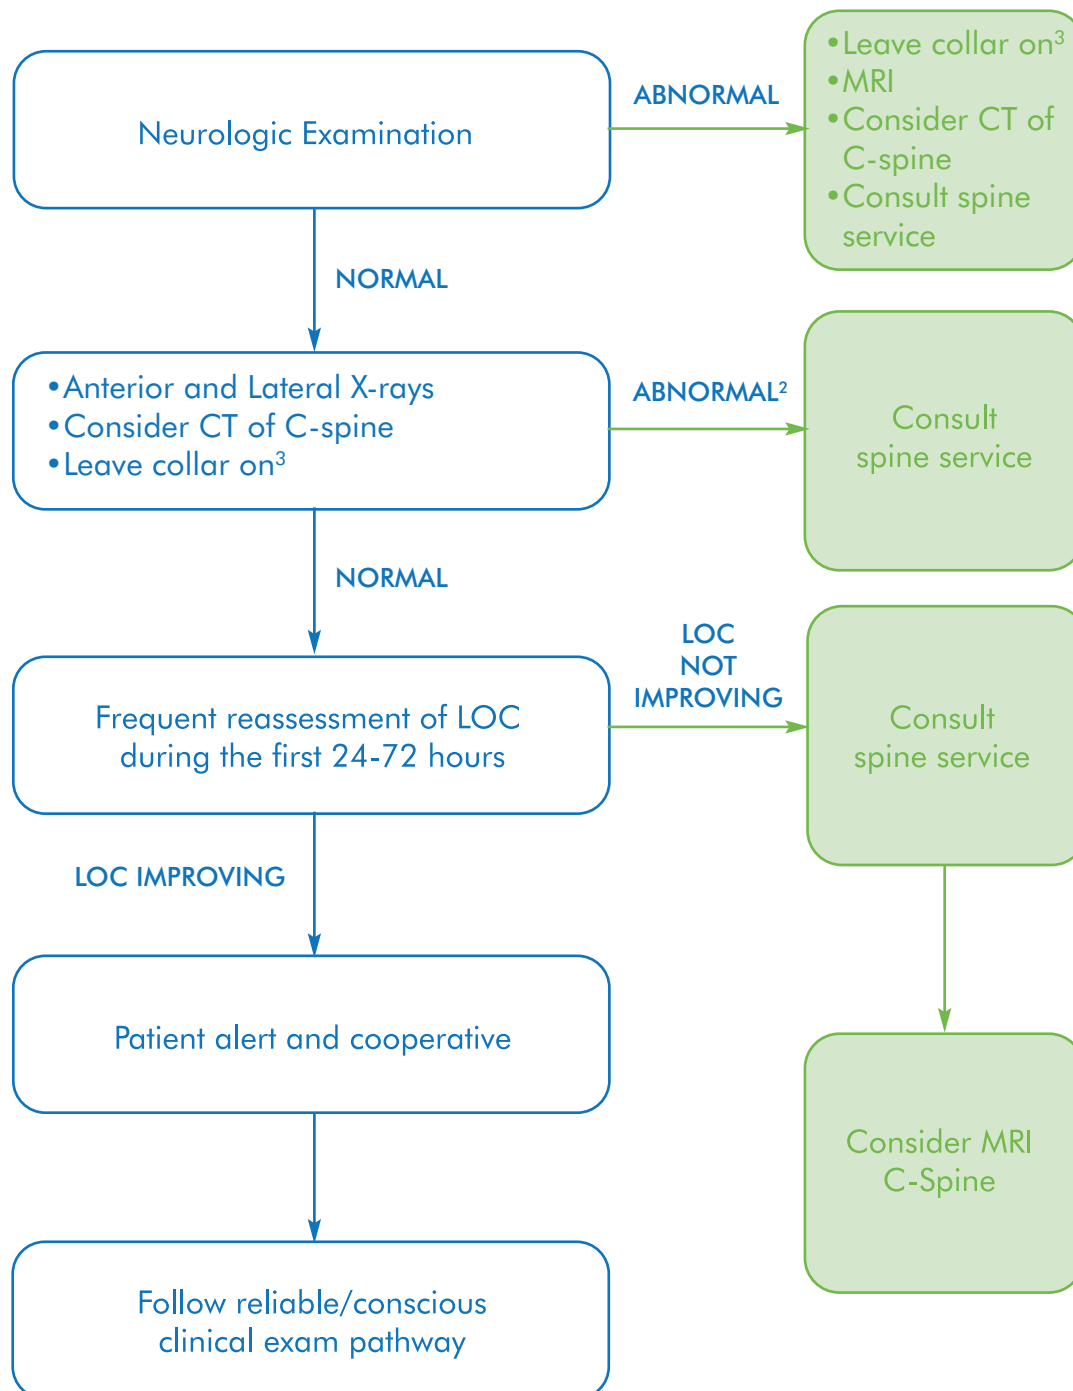 Neurologic Examination
ABNORMAL
•Leave collar on³
•MRI
•Consider CT of
C-spine
•Consult spine
service
NORMAL
•Anterior and Lateral X-rays
•Consider CT of C-spine
•Leave collar on³
ABNORMAL²
Consult
spine service
NORMAL
Frequent reassessment of LOC
during the first 24-72 hours
LOC
NOT
IMPROVING
Consult
spine service
LOC IMPROVING
Patient alert and cooperative
Consider MRI
C-Spine
Follow reliable/conscious
clinical exam pathway